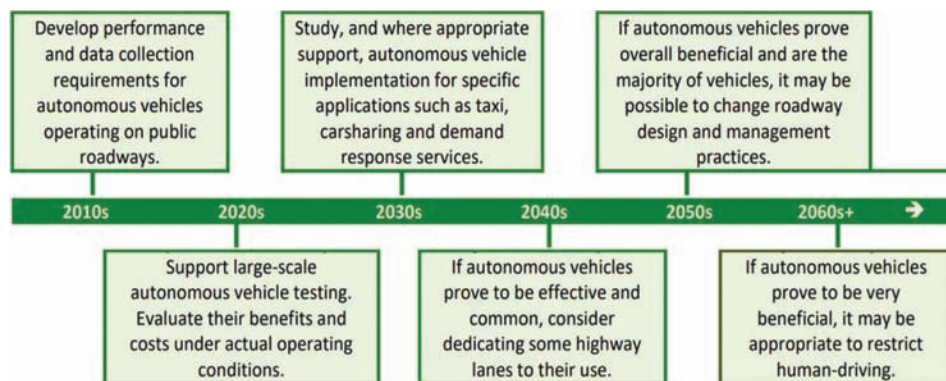 Develop performance
and data collection
requirements for
autonomous vehicles
operating on public
roadways.
Study, and where appropriate
support, autonomous vehicle
implementation for specific
applications such as taxi,
carsharing and demand
response services.
If autonomous vehicles prove
overall beneficial and are the
majority of vehicles, it may be
possible to change roadway
design and management
practices.
2010s 2020s 2030s 2040s 2050s 2060s+ →
Support large-scale
autonomous vehicle testing.
Evaluate their benefits and
costs under actual operating
conditions.
If autonomous vehicles
prove to be effective and
common, consider
dedicating some highway
lanes to their use.
If autonomous vehicles
prove to be very
beneficial, it may be
appropriate to restrict
human-driving.